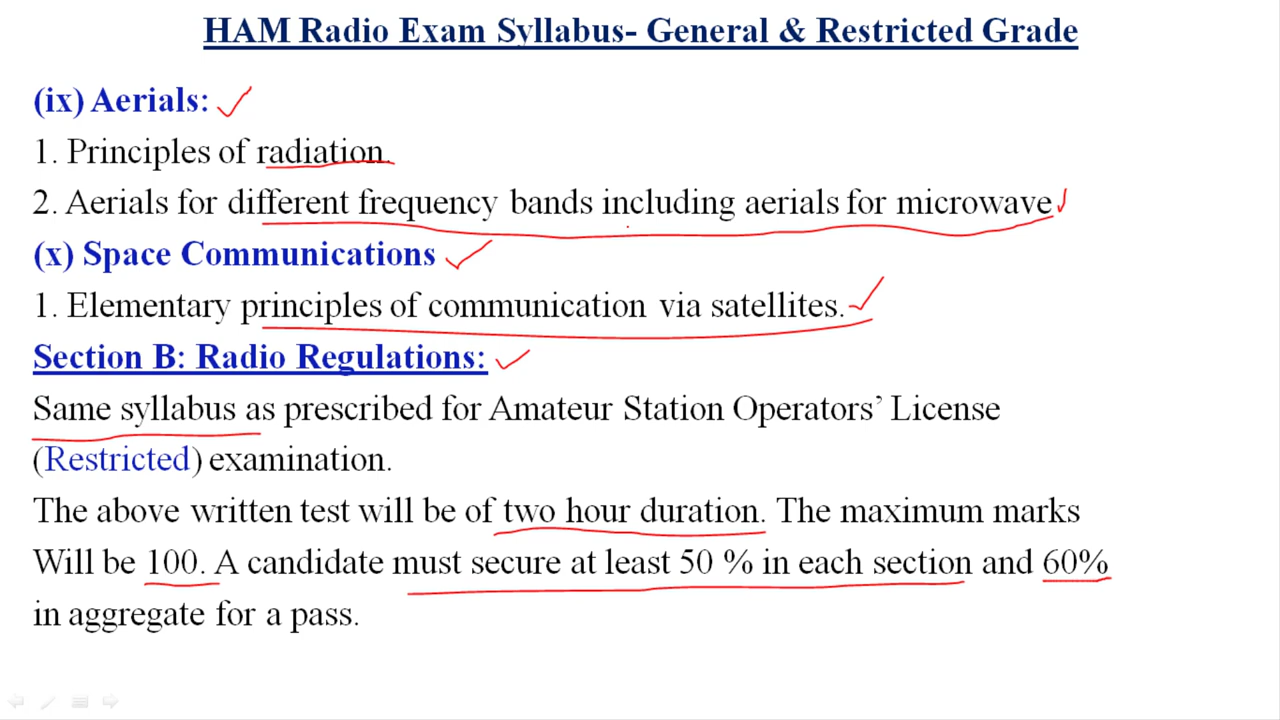 HAM Radio Exam Syllabus- General & Restricted Grade
(ix) Aerials:
1. Principles of radiation.
2. Aerials for different frequency bands including aerials for microwave
(x) Space Communications
1. Elementary principles of communication via satellites.
Section B: Radio Regulations:
Same syllabus as prescribed for Amateur Station Operators’ License
(Restricted) examination.
The above written test will be of two hour duration. The maximum marks
Will be 100. A candidate must secure at least 50 % in each section and 60%
in aggregate for a pass.